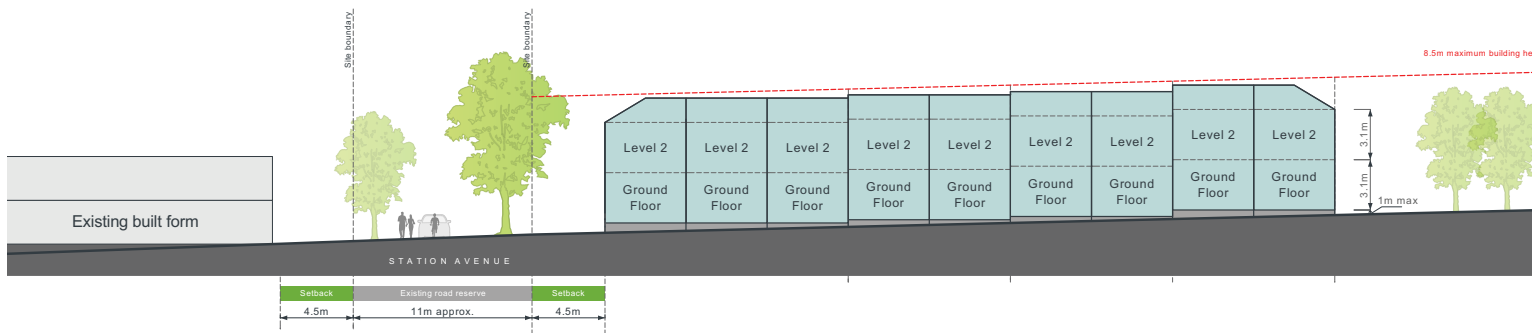 Site boundary
Site boundary
8.5m maximum building he
Level 2
Level 2
Level 2
Level 2
Level 2
Level 2
Level 2
Level 2
Level 2
Ground
Floor
Ground
Floor
Ground
Floor
Ground
Floor
Ground
Floor
Ground
Floor
Ground
Floor
Ground
Floor
Ground
Floor
3.1m
3.1m
1m max
Existing built form
STATION AVENUE
Setback
Existing road reserve
Setback
4.5m
11m approx.
4.5m